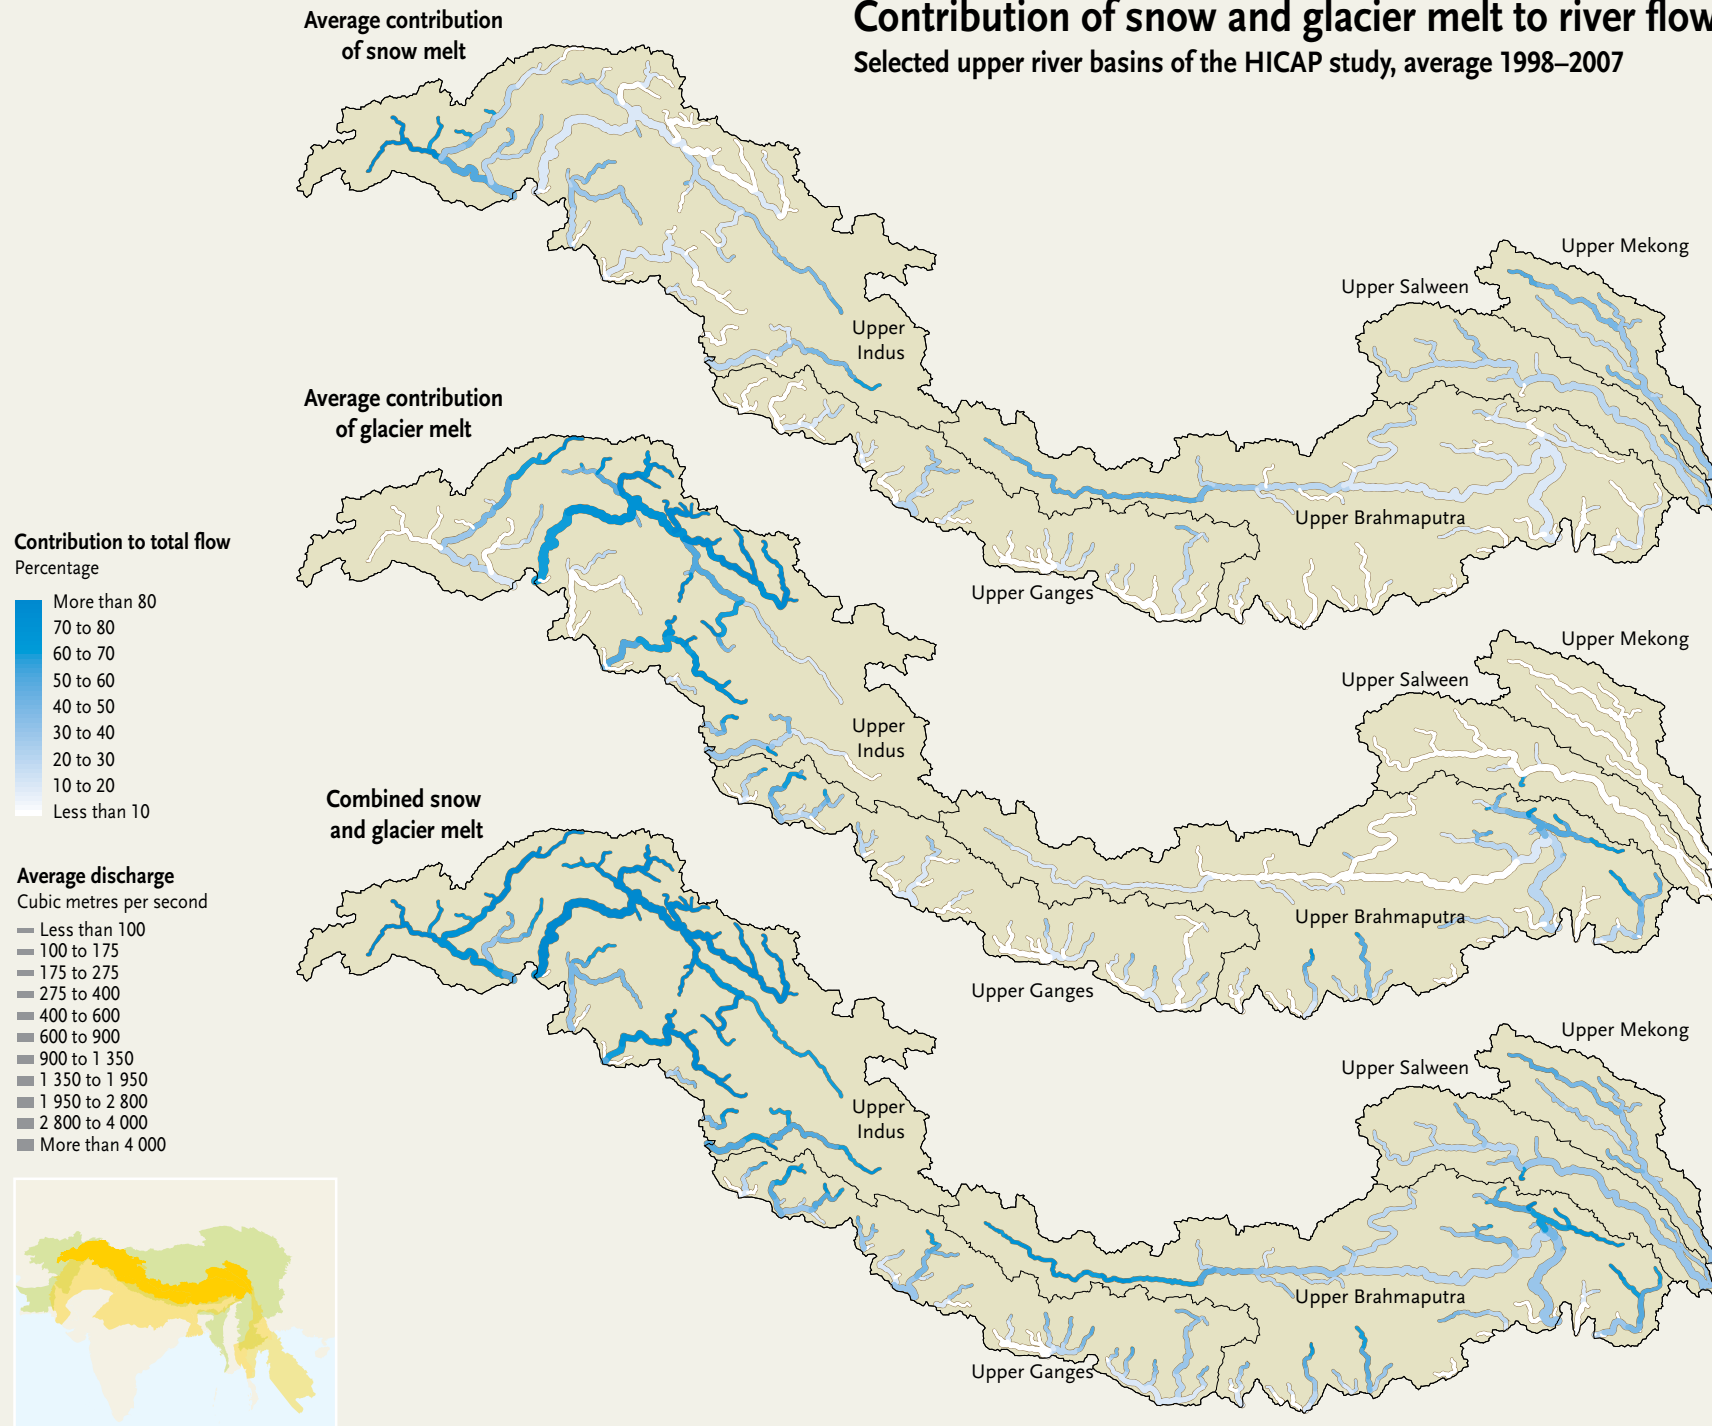 Contribution of snow and glacier melt to river flow
Selected upper river basins of the HICAP study, average 1998–2007
Average contribution
of snow melt
Upper Mekong
Upper Salween
Upper
Indus
Upper Brahmaputra
Upper Ganges
Average contribution
of glacier melt
Upper Mekong
Upper Salween
Upper
Indus
Upper Brahmaputra
Upper Ganges
Combined snow
and glacier melt
Upper Mekong
Upper Salween
Upper
Indus
Upper Brahmaputra
Upper Ganges
Contribution to total flow
Percentage
More than 80
70 to 80
60 to 70
50 to 60
40 to 50
30 to 40
20 to 30
10 to 20
Less than 10
Average discharge
Cubic metres per second
Less than 100
100 to 175
175 to 275
275 to 400
400 to 600
600 to 900
900 to 1 350
1 350 to 1 950
1 950 to 2 800
2 800 to 4 000
More than 4 000